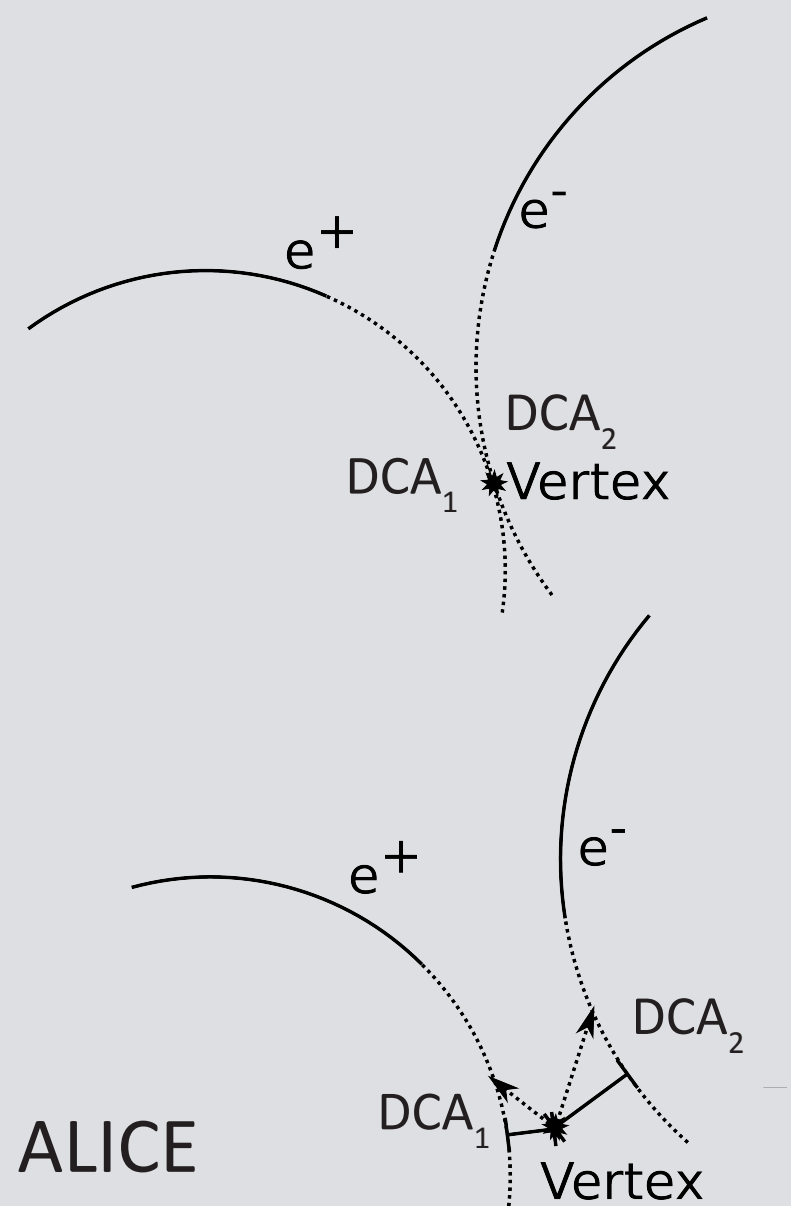 e⁻
e⁺
DCA₂
DCA₁
Vertex
e⁻
e⁺
DCA₂
DCA₁
ALICE
Vertex